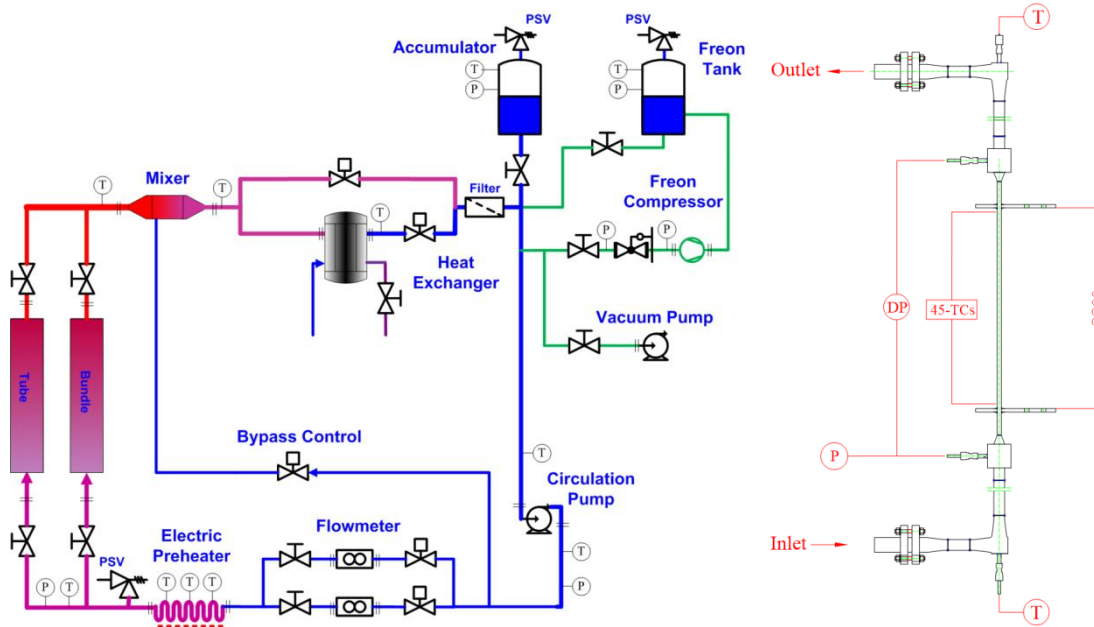 PSV
PSV
Accumulator
Freon
Tank
T
P
T
P
T
Mixer
T
Filter
Freon
Compressor
T
P
P
Heat
Exchanger
Vacuum Pump
Tube
Bundle
Bypass Control
T
Circulation
Pump
Electric
Preheater
Flowmeter
PSV
T
T
T
T
P
T
P
T
Outlet
DP
45-TCs
P
Inlet
T